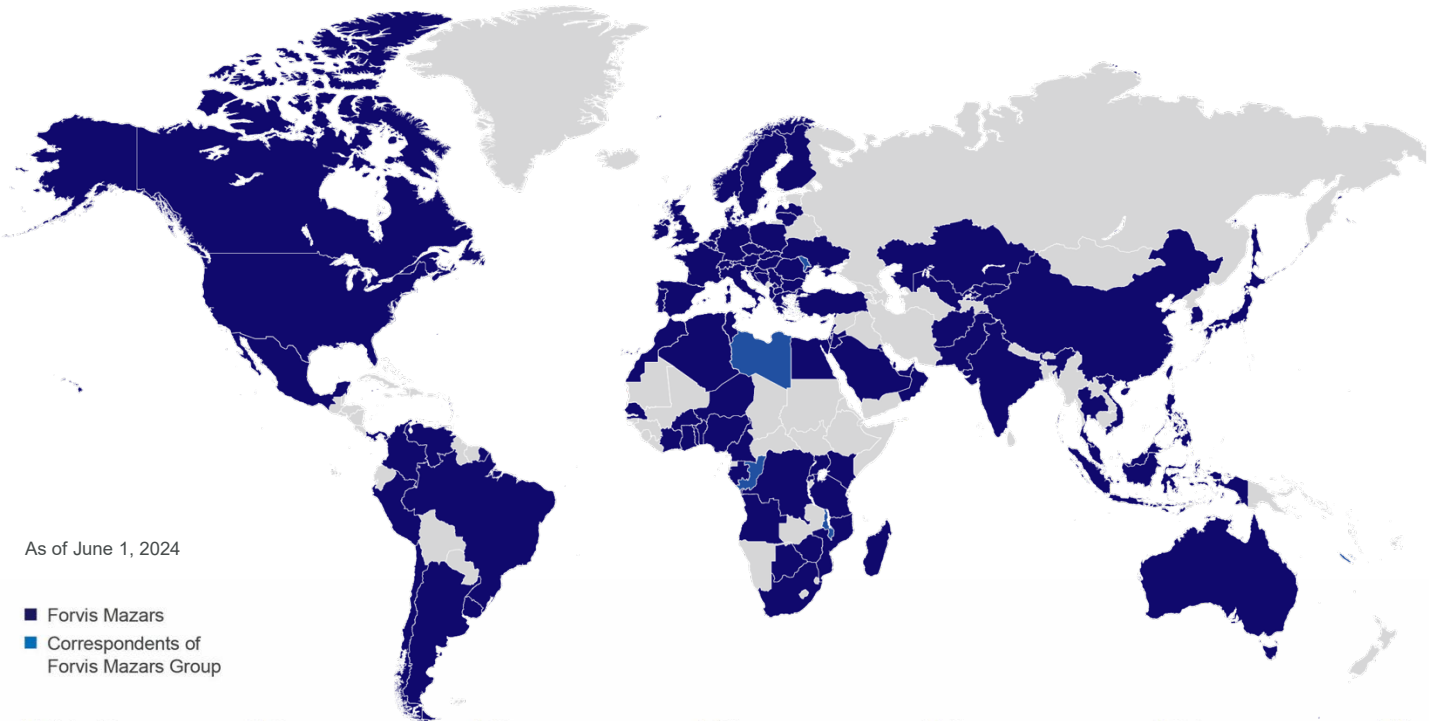 As of June 1, 2024
Forvis Mazars
Correspondents of
Forvis Mazars Group